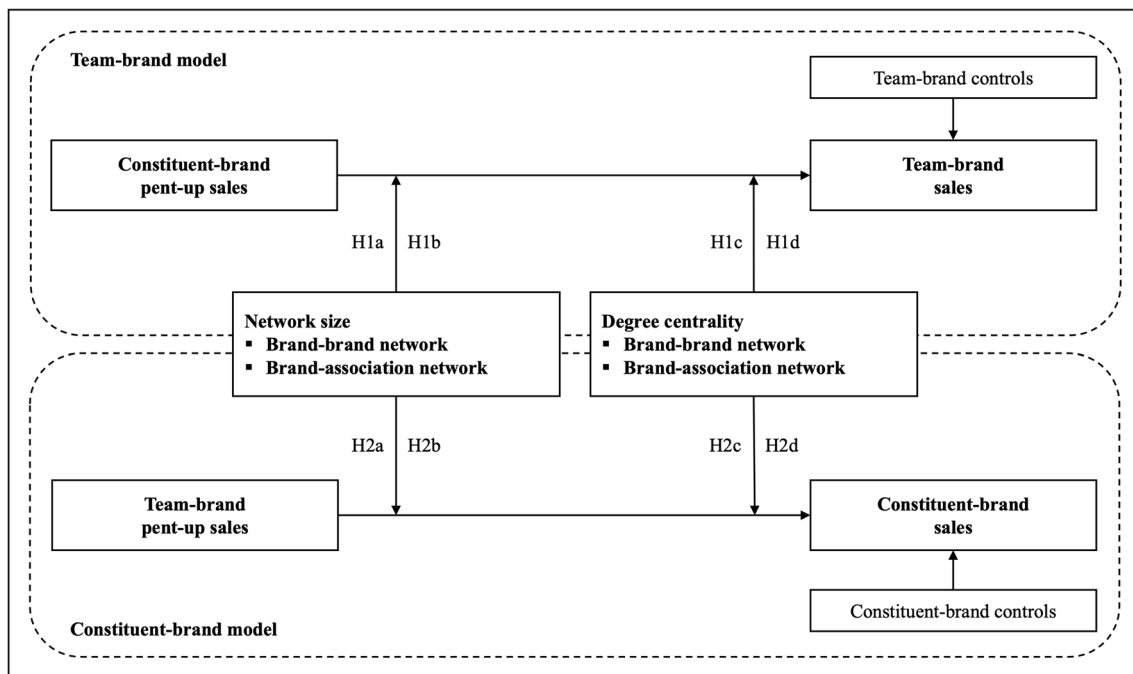 Team-brand model
Team-brand controls
Constituent-brand
pent-up sales
Team-brand
sales
H1a H1b
H1c H1d
Network size
▪ Brand-brand network
▪ Brand-association network
Degree centrality
▪ Brand-brand network
▪ Brand-association network
H2a H2b
H2c H2d
Team-brand
pent-up sales
Constituent-brand
sales
Constituent-brand controls
Constituent-brand model